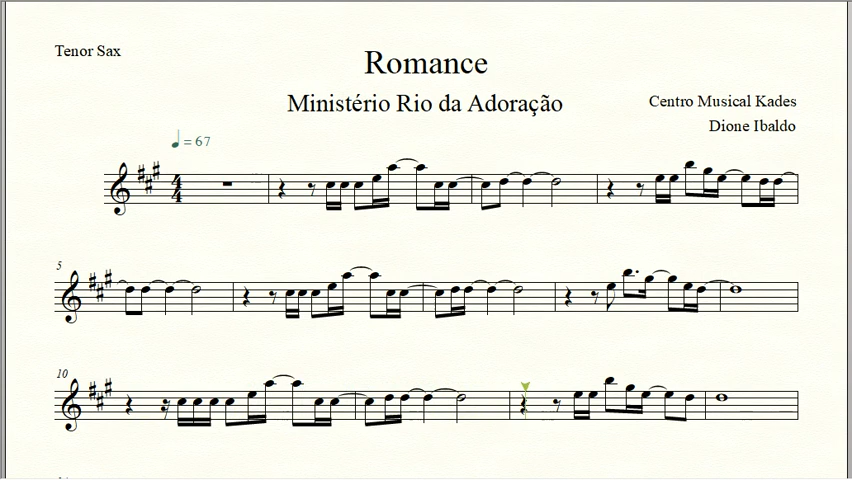 Tenor Sax
Romance
Ministério Rio da Adoração
Centro Musical Kades
Dione Ibaldo
= 67
4
4
5
10